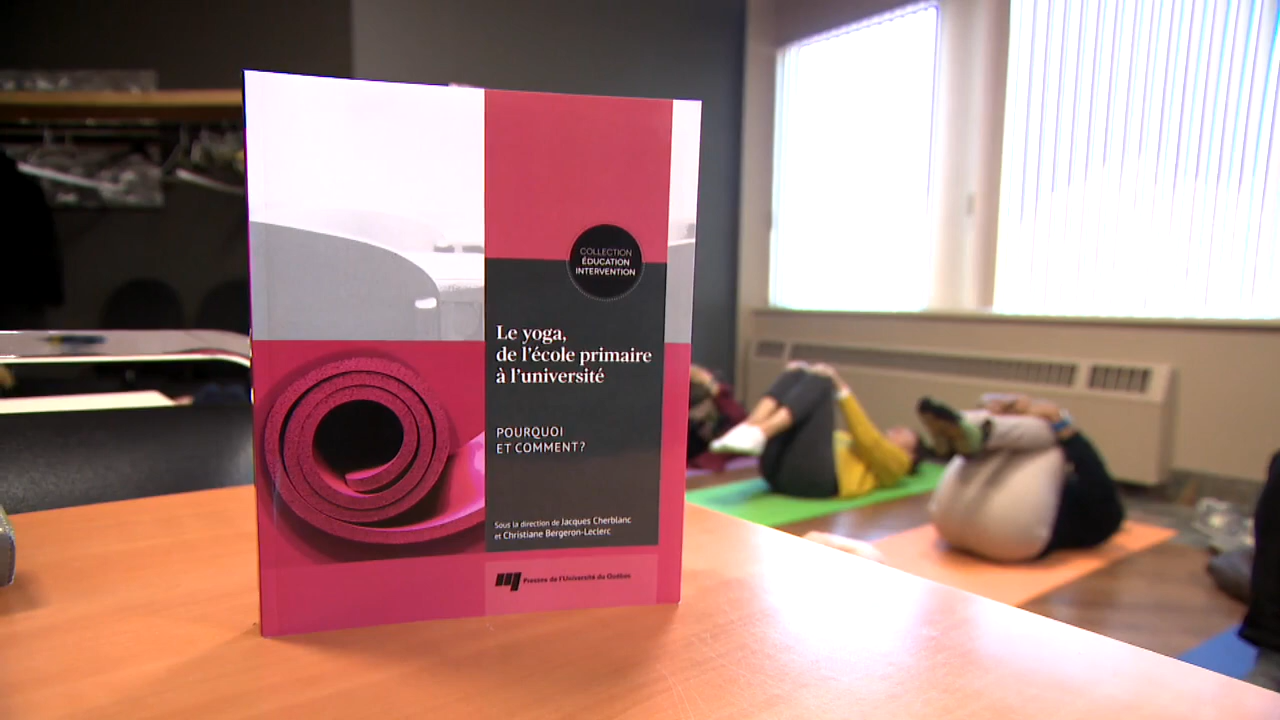 COLLECTION
ÉDUCATION
INTERVENTION
Le yoga,
de l'école primaire
à l'université
POURQUOI
ET COMMENT?
Sous la direction de Jacques Cherblanc
et Christiane Bergeron-Leclerc
Presses de l'Université du Québec